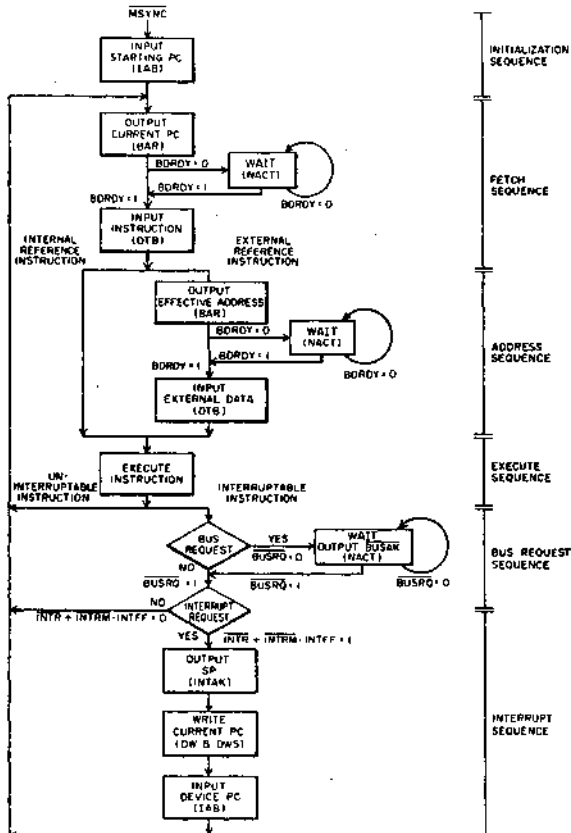 MSYNC
INPUT
STARTING PC
(IAB)
INITIALIZATION
SEQUENCE
OUTPUT
CURRENT PC
(BAR)
BDRDY=0
WAIT
(NACT)
BDRDY=1
BDRDY=0
BDRDY=1
FETCH
SEQUENCE
INPUT
INSTRUCTION
(DTB)
INTERNAL
REFERENCE
INSTRUCTION
EXTERNAL
REFERENCE
INSTRUCTION
OUTPUT
EFFECTIVE ADDRESS
(BAR)
BDRDY=0
WAIT
(NACT)
BDRDY=1
BDRDY=1
BDRDY=0
ADDRESS
SEQUENCE
INPUT
EXTERNAL DATA
(DTB)
EXECUTE
INSTRUCTION
EXECUTE
SEQUENCE
UN-
INTERRUPTABLE
INSTRUCTION
INTERRUPTABLE
INSTRUCTION
BUS
REQUEST
YES
BUSRQ=0
WAIT
OUTPUT BUSAK
(NACT)
NO
BUSRQ=1
BUSRQ=1
BUSRQ=0
BUS REQUEST
SEQUENCE
INTERRUPT
REQUEST
NO
INTR + INTRM·INTEF=0
YES
INTR + INTRM·INTEF=1
OUTPUT
SP
(INTAK)
WRITE
CURRENT PC
(DW & DWS)
INTERRUPT
SEQUENCE
INPUT
DEVICE PC
(IAB)